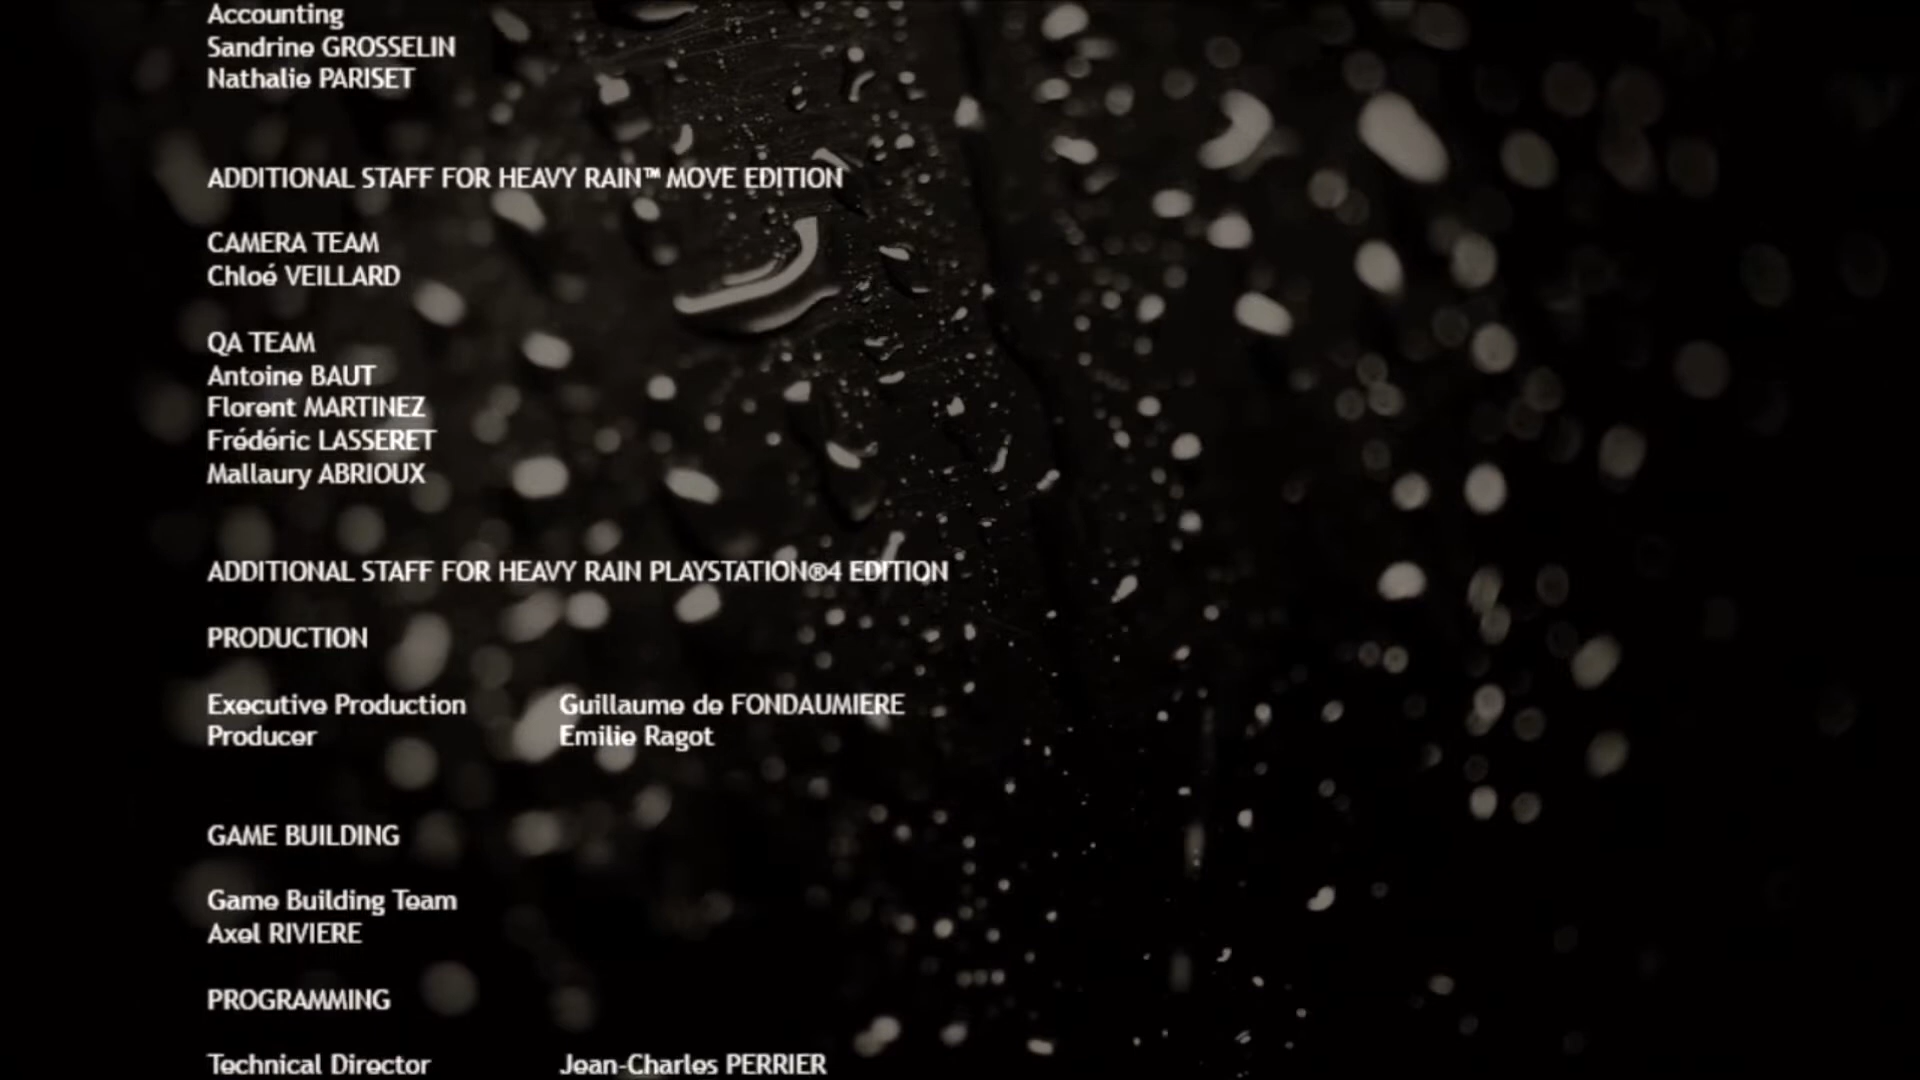 Accounting
Sandrine GROSSELIN
Nathalie PARISET
ADDITIONAL STAFF FOR HEAVY RAIN™ MOVE EDITION
CAMERA TEAM
Chloé VEILLARD
QA TEAM
Antoine BAUT
Florent MARTINEZ
Frédéric LASSERET
Mallaury ABRIOUX
ADDITIONAL STAFF FOR HEAVY RAIN PLAYSTATION®4 EDITION
PRODUCTION
Executive Production Guillaume de FONDAUMIERE
Producer Emilie Ragot
GAME BUILDING
Game Building Team
Axel RIVIERE
PROGRAMMING
Technical Director Jean-Charles PERRIER